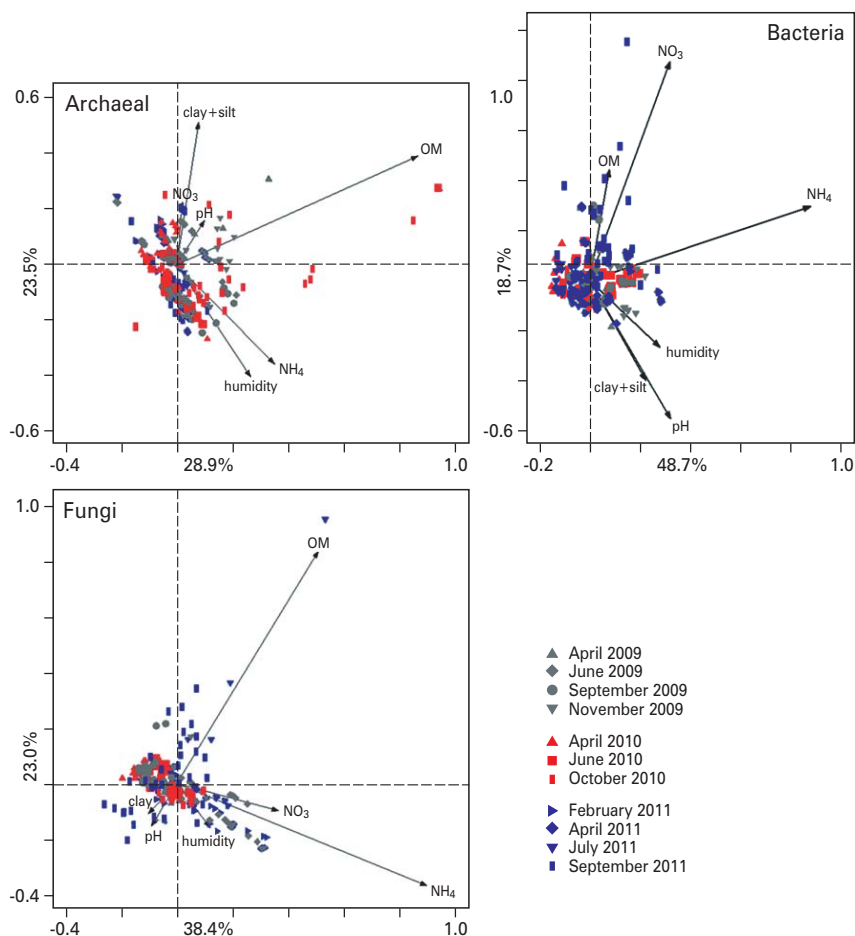 Archaeal
0.6
clay+silt
OM
NO3
pH
23.5%
NH4
humidity
-0.6
-0.4
28.9%
1.0
Bacteria
NO3
1.0
OM
NH4
18.7%
humidity
clay+silt
pH
-0.6
-0.2
48.7%
1.0
1.0
Fungi
OM
23.0%
clay
pH
humidity
NO3
NH4
-0.4
-0.4
38.4%
1.0
April 2009
June 2009
September 2009
November 2009
April 2010
June 2010
October 2010
February 2011
April 2011
July 2011
September 2011